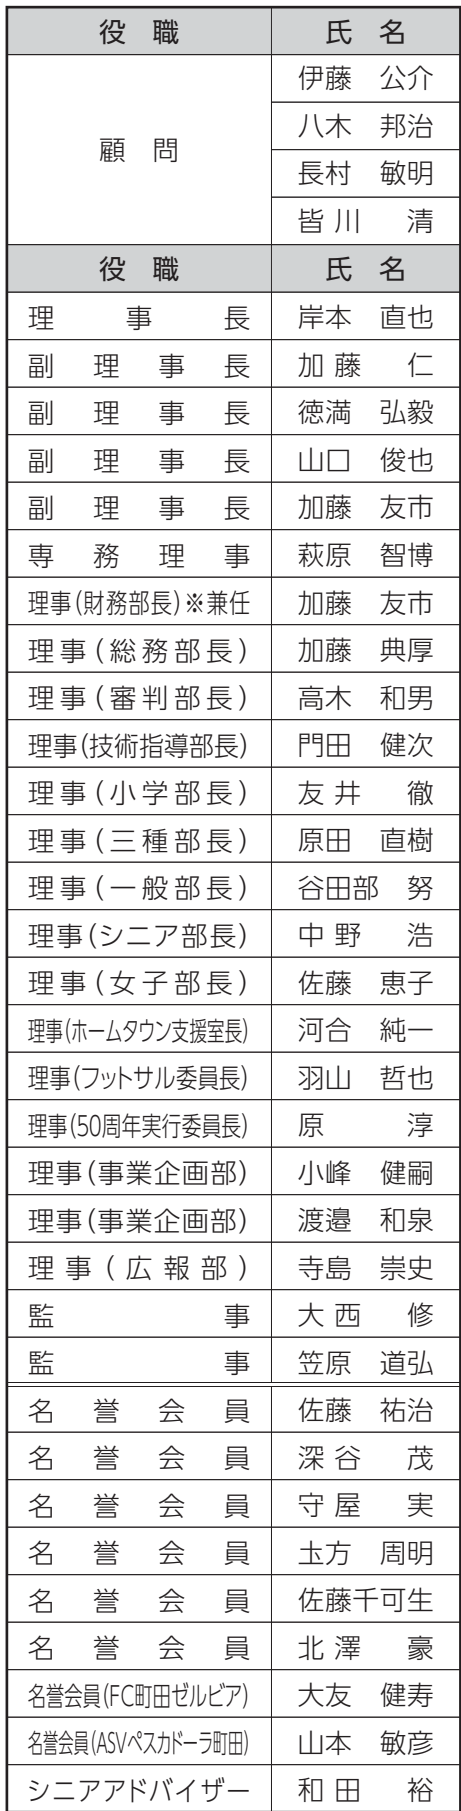 役職 氏名
顧問 伊藤 公介
八木 邦治
長村 敏明
皆川 清
役職 氏名
理事長 岸本 直也
副理事長 加藤 仁
副理事長 徳満 弘毅
副理事長 山口 俊也
副理事長 加藤 友市
専務理事 萩原 智博
理事(財務部長)※兼任 加藤 友市
理事(総務部長) 加藤 典厚
理事(審判部長) 高木 和男
理事(技術指導部長) 門田 健次
理事(小学部長) 友井 徹
理事(三種部長) 原田 直樹
理事(一般部長) 谷田部 努
理事(シニア部長) 中野 浩
理事(女子部長) 佐藤 恵子
理事(ホームタウン支援室長) 河合 純一
理事(フットサル委員長) 羽山 哲也
理事(50周年実行委員長) 原 淳
理事(事業企画部) 小峰 健嗣
理事(事業企画部) 渡邉 和泉
理事(広報部) 寺島 崇史
監事 大西 修
監事 笠原 道弘
名誉会員 佐藤 祐治
名誉会員 深谷 茂
名誉会員 守屋 実
名誉会員 圡方 周明
名誉会員 佐藤千可生
名誉会員 北澤 豪
名誉会員(FC町田ゼルビア) 大友 健寿
名誉会員(ASVペスカドーラ町田) 山本 敏彦
シニアアドバイザー 和田 裕